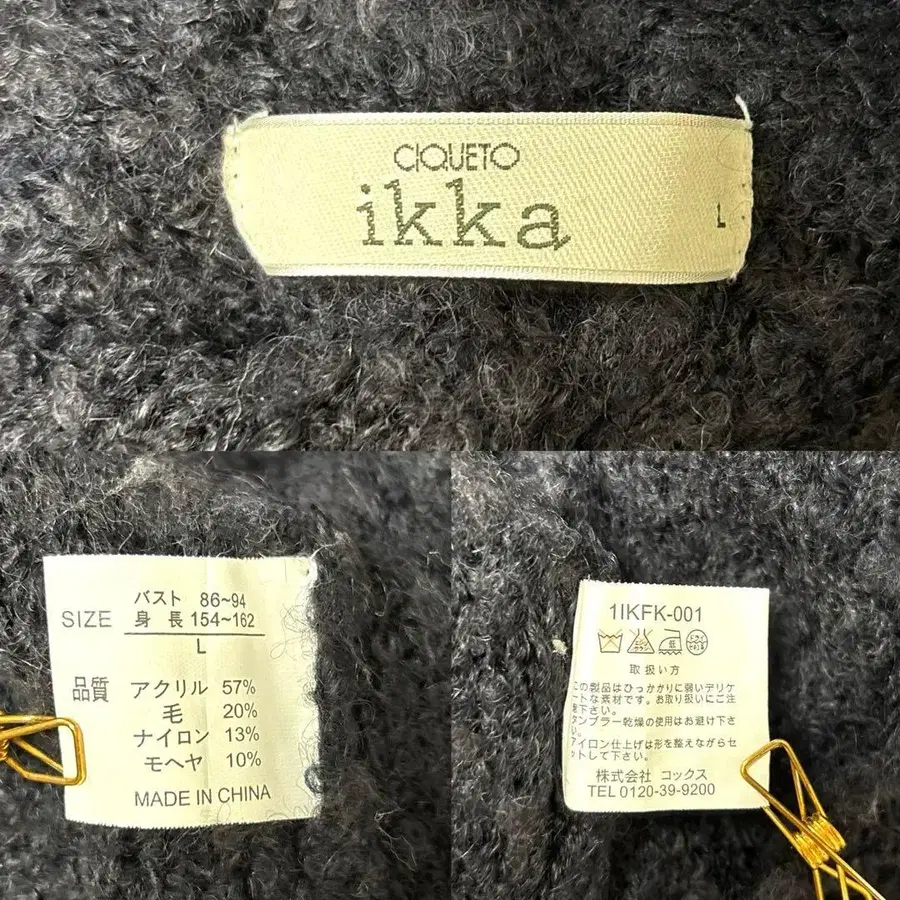 CIQUETO
ikka
L
SIZE
バスト 86~94
身 長 154~162
L
品質 アクリル 57%
毛 20%
ナイロン 13%
モヘヤ 10%
MADE IN CHINA
1IKFK-001
取扱い方
この製品はひっかかりに弱いデリケ
ートな素材です。お取り扱いにご注
意下さい。
タンブラー乾燥の使用はお避け下さ
い。
アイロン仕上げは形を整えながらセ
ットして下さい。
株式会社 コックス
TEL 0120-39-9200